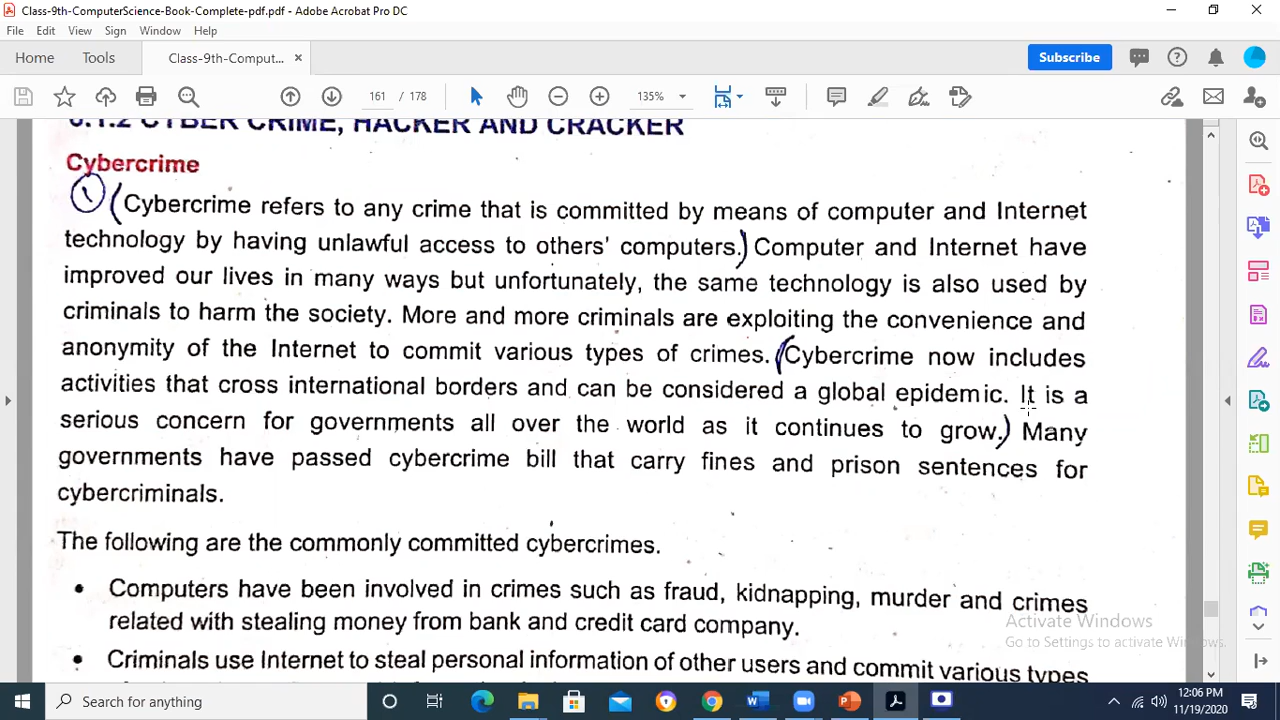 Class-9th-ComputerScience-Book-Complete-pdf.pdf - Adobe Acrobat Pro DC
File Edit View Sign Window Help
Home Tools Class-9th-Comput... × Subscribe
161 / 178 135%
6.1.2 CYBER CRIME, HACKER AND CRACKER
Cybercrime
(Cybercrime refers to any crime that is committed by means of computer and Internet
technology by having unlawful access to others' computers.) Computer and Internet have
improved our lives in many ways but unfortunately, the same technology is also used by
criminals to harm the society. More and more criminals are exploiting the convenience and
anonymity of the Internet to commit various types of crimes. (Cybercrime now includes
activities that cross international borders and can be considered a global epidemic. It is a
serious concern for governments all over the world as it continues to grow.) Many
governments have passed cybercrime bill that carry fines and prison sentences for
cybercriminals.
The following are the commonly committed cybercrimes.
• Computers have been involved in crimes such as fraud, kidnapping, murder and crimes
related with stealing money from bank and credit card company.
• Criminals use Internet to steal personal information of other users and commit various types
Activate Windows
Go to Settings to activate Windows.
Search for anything
12:06 PM
11/19/2020